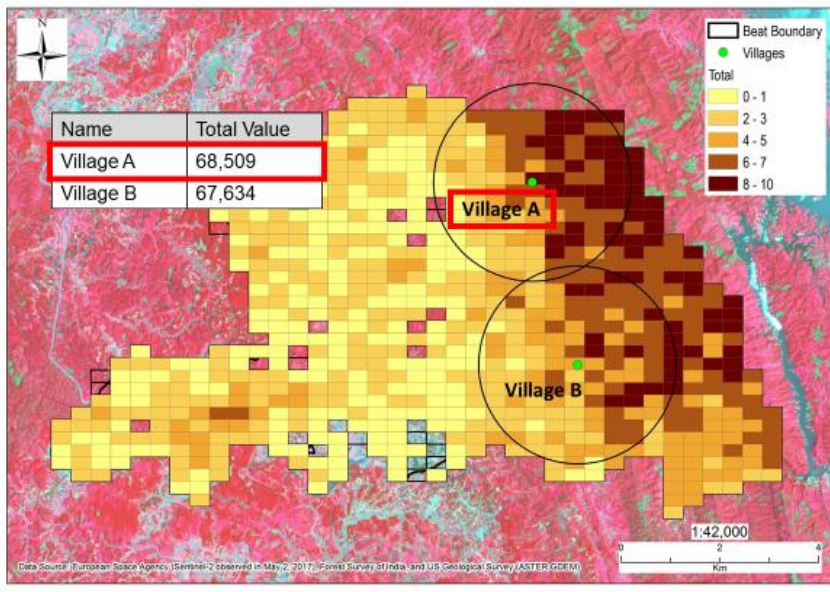 N
Beat Boundary
Villages
Total
0 - 1
2 - 3
4 - 5
6 - 7
8 - 10
Name Total Value
Village A 68,509
Village B 67,634
Village A
Village B
1:42,000
0 2 4
Km
Data Source: European Space Agency (Sentinel-2 observed in May 2, 2017), Forest Survey of India, and US Geological Survey (ASTER GDEM)